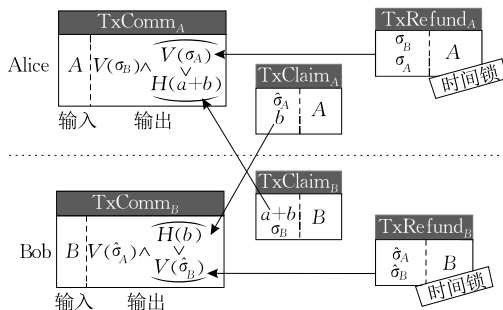 TxComm_A
Alice
A
V(σ_B)∧
V(σ_A)
∨
H(a+b)
输入 输出
TxRefund_A
σ_B
σ_A
A
时间锁
TxClaim_A
σ̂_A
b
A
TxComm_B
Bob
B
V(σ̂_A)∧
H(b)
∨
V(σ̂_B)
输入 输出
TxClaim_B
a+b
σ_B
B
TxRefund_B
σ̂_A
σ̂_B
B
时间锁